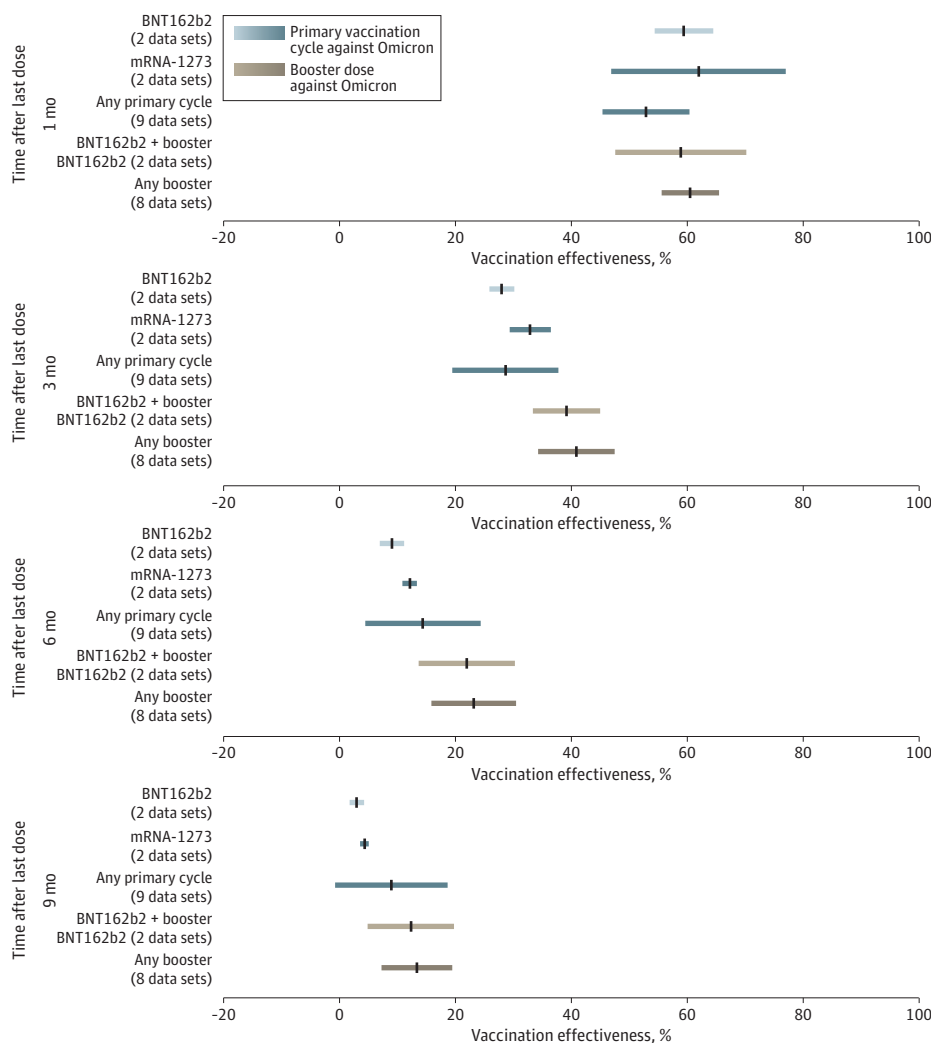 Primary vaccination
cycle against Omicron
Booster dose
against Omicron
Time after last dose
1 mo
BNT162b2
(2 data sets)
mRNA-1273
(2 data sets)
Any primary cycle
(9 data sets)
BNT162b2 + booster
BNT162b2 (2 data sets)
Any booster
(8 data sets)
-20 0 20 40 60 80 100
Vaccination effectiveness, %
Time after last dose
3 mo
BNT162b2
(2 data sets)
mRNA-1273
(2 data sets)
Any primary cycle
(9 data sets)
BNT162b2 + booster
BNT162b2 (2 data sets)
Any booster
(8 data sets)
-20 0 20 40 60 80 100
Vaccination effectiveness, %
Time after last dose
6 mo
BNT162b2
(2 data sets)
mRNA-1273
(2 data sets)
Any primary cycle
(9 data sets)
BNT162b2 + booster
BNT162b2 (2 data sets)
Any booster
(8 data sets)
-20 0 20 40 60 80 100
Vaccination effectiveness, %
Time after last dose
9 mo
BNT162b2
(2 data sets)
mRNA-1273
(2 data sets)
Any primary cycle
(9 data sets)
BNT162b2 + booster
BNT162b2 (2 data sets)
Any booster
(8 data sets)
-20 0 20 40 60 80 100
Vaccination effectiveness, %